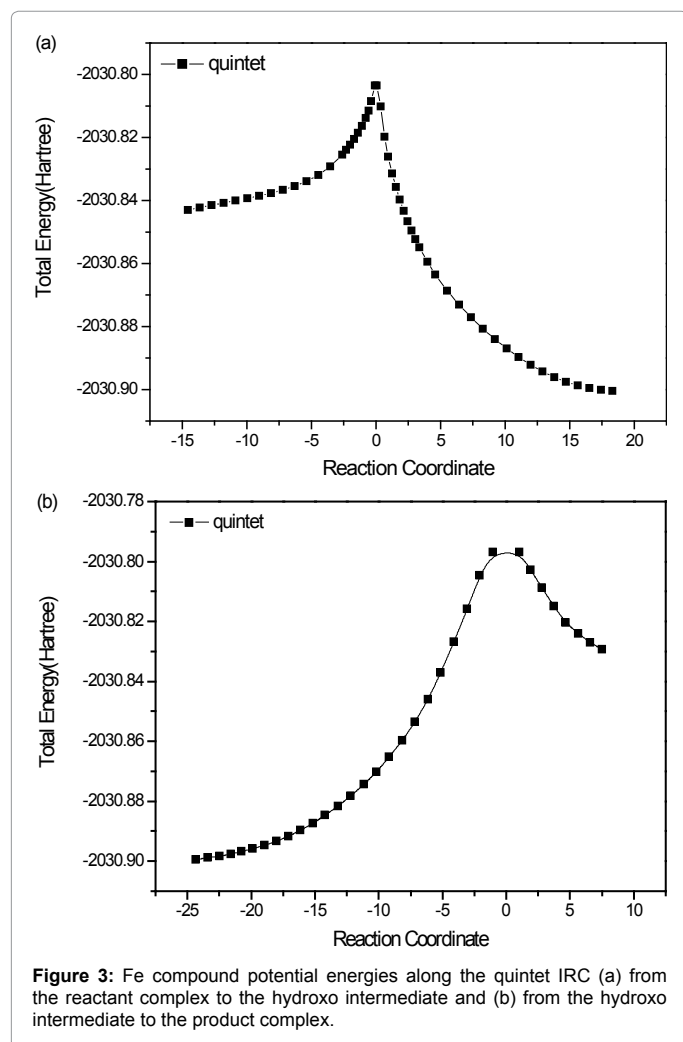 (a)
quintet
-2030.80
-2030.82
-2030.84
-2030.86
-2030.88
-2030.90
Total Energy(Hartree)
-15 -10 -5 0 5 10 15 20
Reaction Coordinate
(b)
quintet
-2030.78
-2030.80
-2030.82
-2030.84
-2030.86
-2030.88
-2030.90
Total Energy(Hartree)
-25 -20 -15 -10 -5 0 5 10
Reaction Coordinate
Figure 3: Fe compound potential energies along the quintet IRC (a) from
the reactant complex to the hydroxo intermediate and (b) from the hydroxo
intermediate to the product complex.